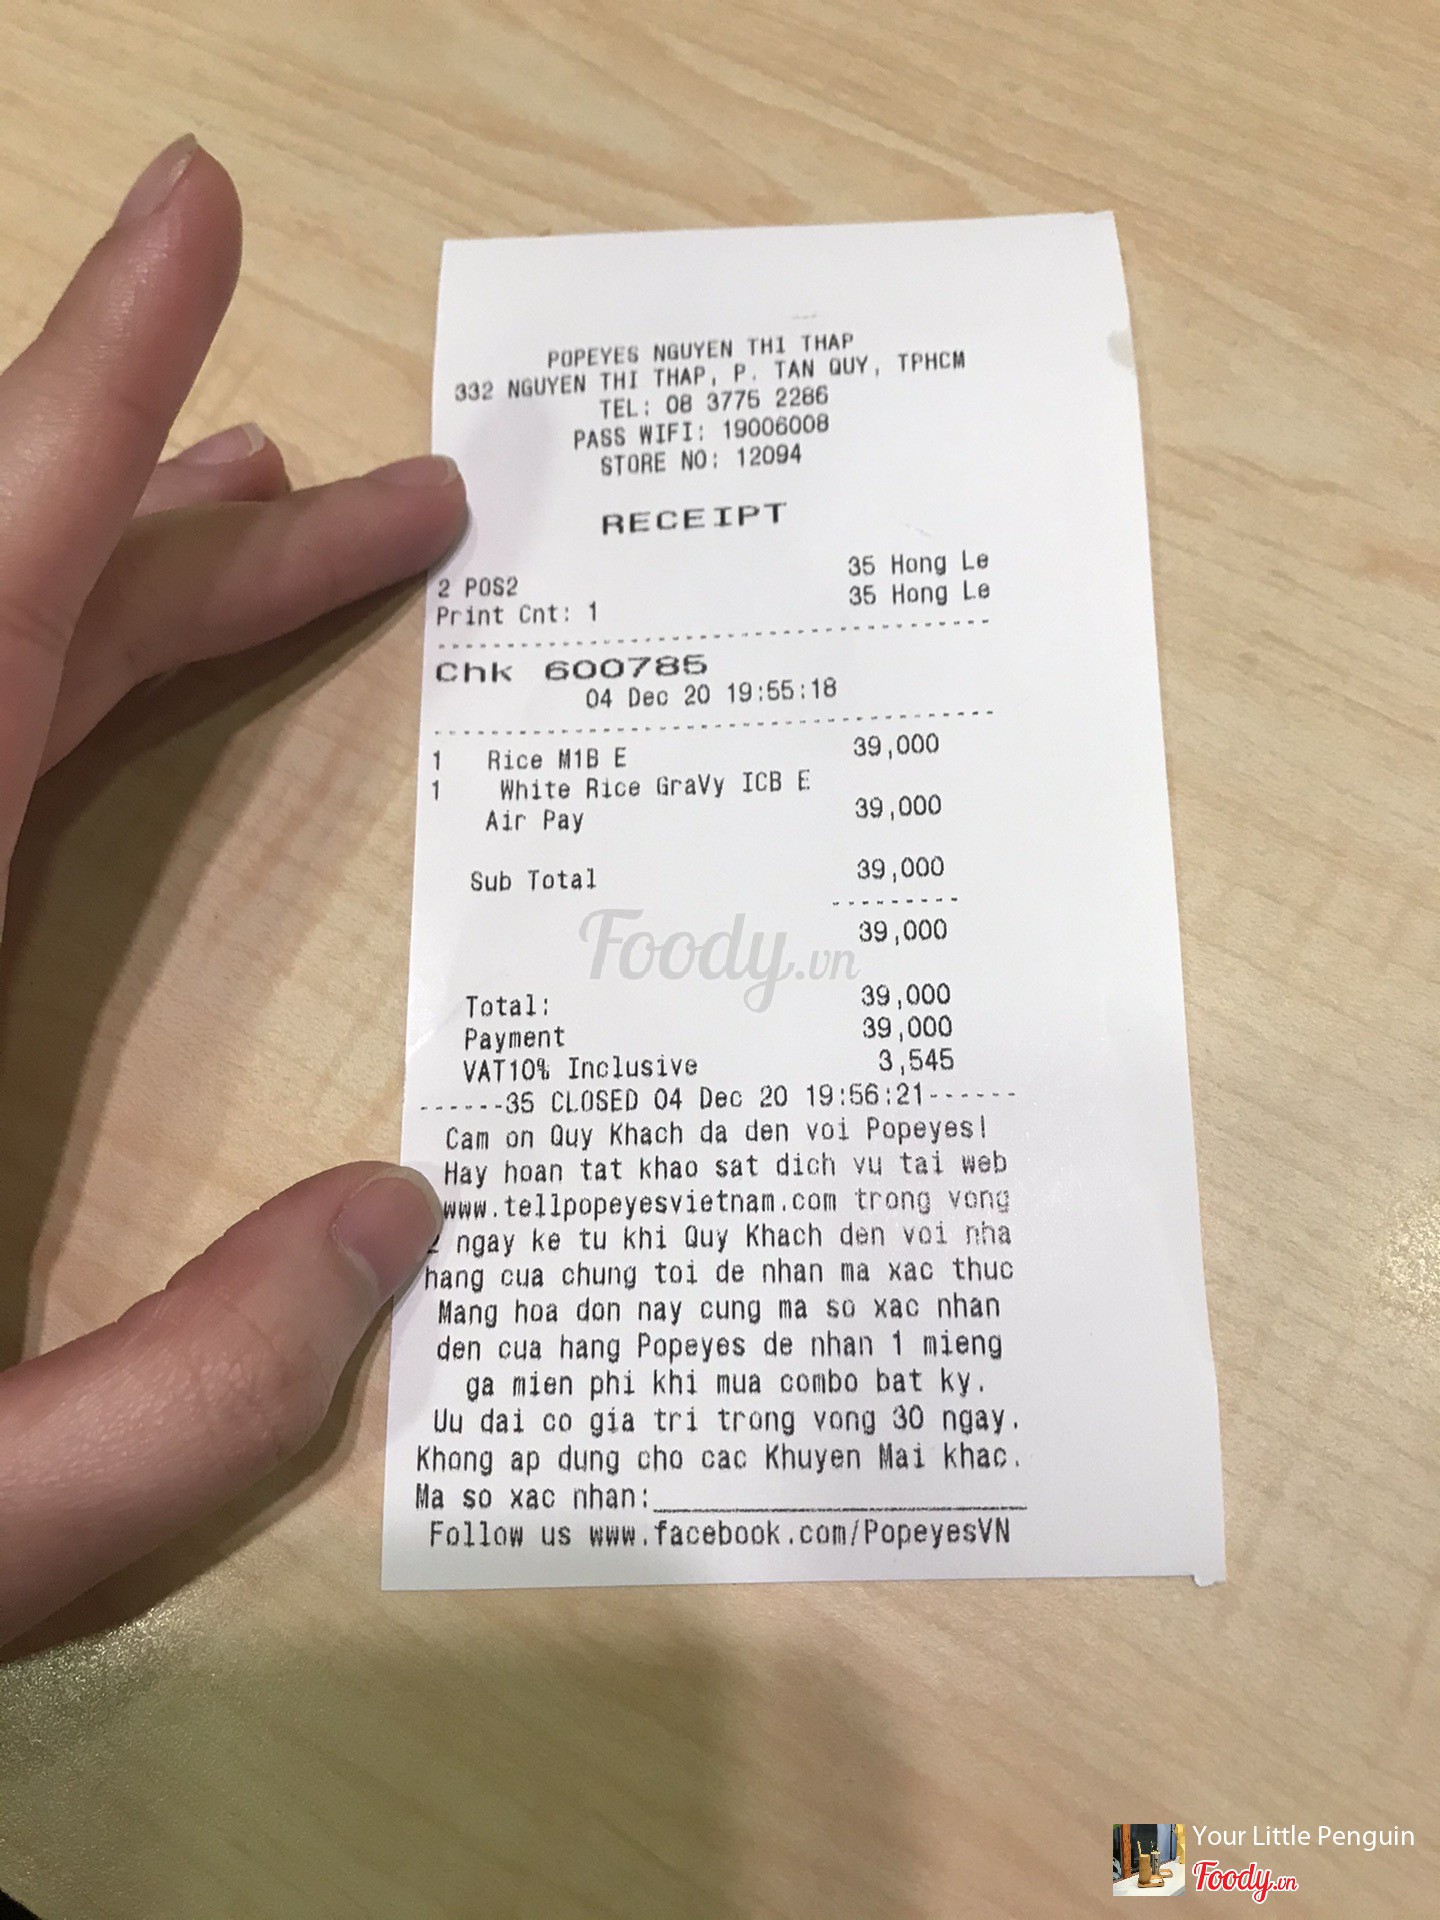 POPEYES NGUYEN THI THAP
332 NGUYEN THI THAP, P. TAN QUY, TPHCM
TEL: 08 3775 2286
PASS WIFI: 19006008
STORE NO: 12094
RECEIPT
35 Hong Le
2 POS2 35 Hong Le
Print Cnt: 1
Chk 600785
04 Dec 20 19:55:18
1 Rice M1B E 39,000
1 White Rice GraVy ICB E
Air Pay 39,000
Sub Total 39,000
39,000
Foody.vn
Total: 39,000
Payment 39,000
VAT10% Inclusive 3,545
------35 CLOSED 04 Dec 20 19:56:21------
Cam on Quy Khach da den voi Popeyes!
Hay hoan tat khao sat dich vu tai web
www.tellpopeyesvietnam.com trong vong
ngay ke tu khi Quy Khach den voi nha
hang cua chung toi de nhan ma xac thuc
Mang hoa don nay cung ma so xac nhan
den cua hang Popeyes de nhan 1 mieng
ga mien phi khi mua combo bat ky.
Uu dai co gia tri trong vong 30 ngay.
Khong ap dung cho cac Khuyen Mai khac.
Ma so xac nhan:
Follow us www.facebook.com/PopeyesVN
Your Little Penguin
Foody.vn